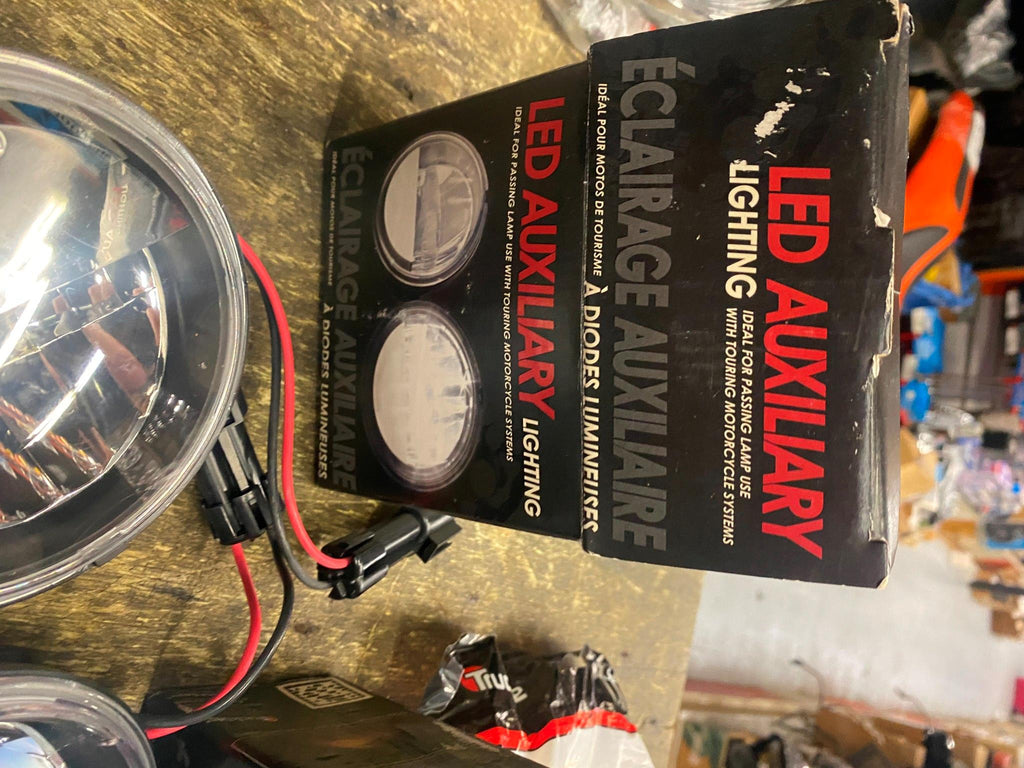 LED AUXILIARY
LIGHTING
IDEAL FOR PASSING LAMP USE
WITH TOURING MOTORCYCLE SYSTEMS
ÉCLAIRAGE AUXILIAIRE
IDÉAL POUR MOTOS DE TOURISME
À DIODES LUMINEUSES
LED AUXILIARY LIGHTING
IDEAL FOR PASSING LAMP USE WITH TOURING MOTORCYCLE SYSTEMS
ÉCLAIRAGE AUXILIAIRE
IDÉAL POUR MOTOS DE TOURISME
À DIODES LUMINEUSES